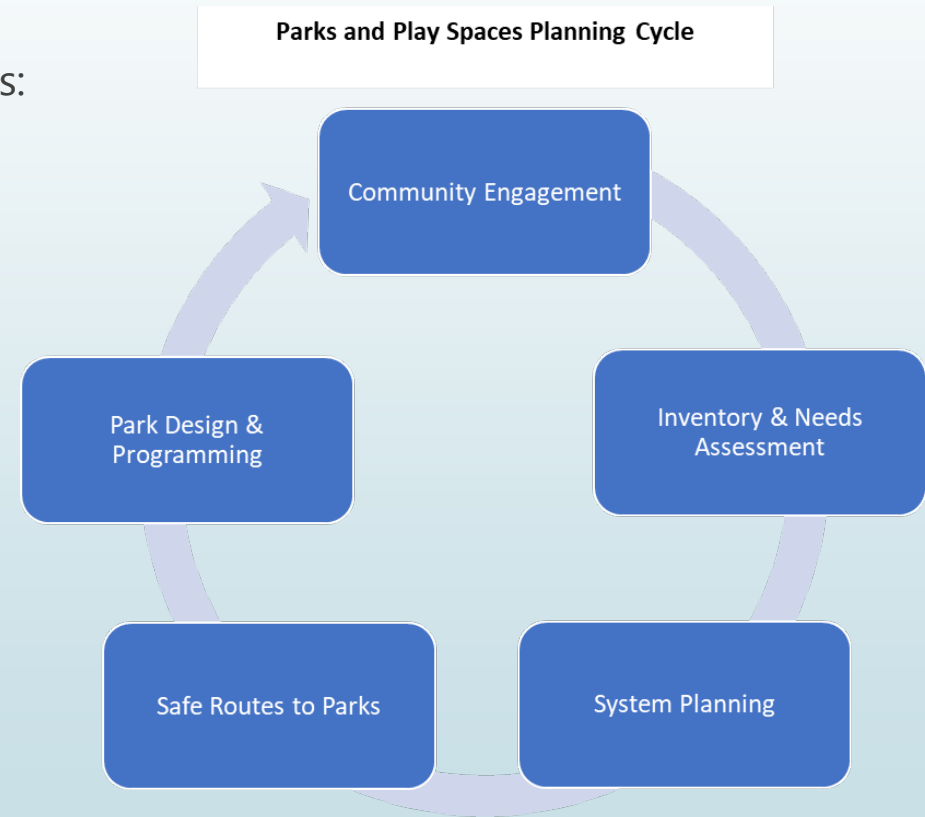 Parks and Play Spaces Planning Cycle
s:
Community Engagement
Inventory & Needs
Assessment
System Planning
Safe Routes to Parks
Park Design &
Programming